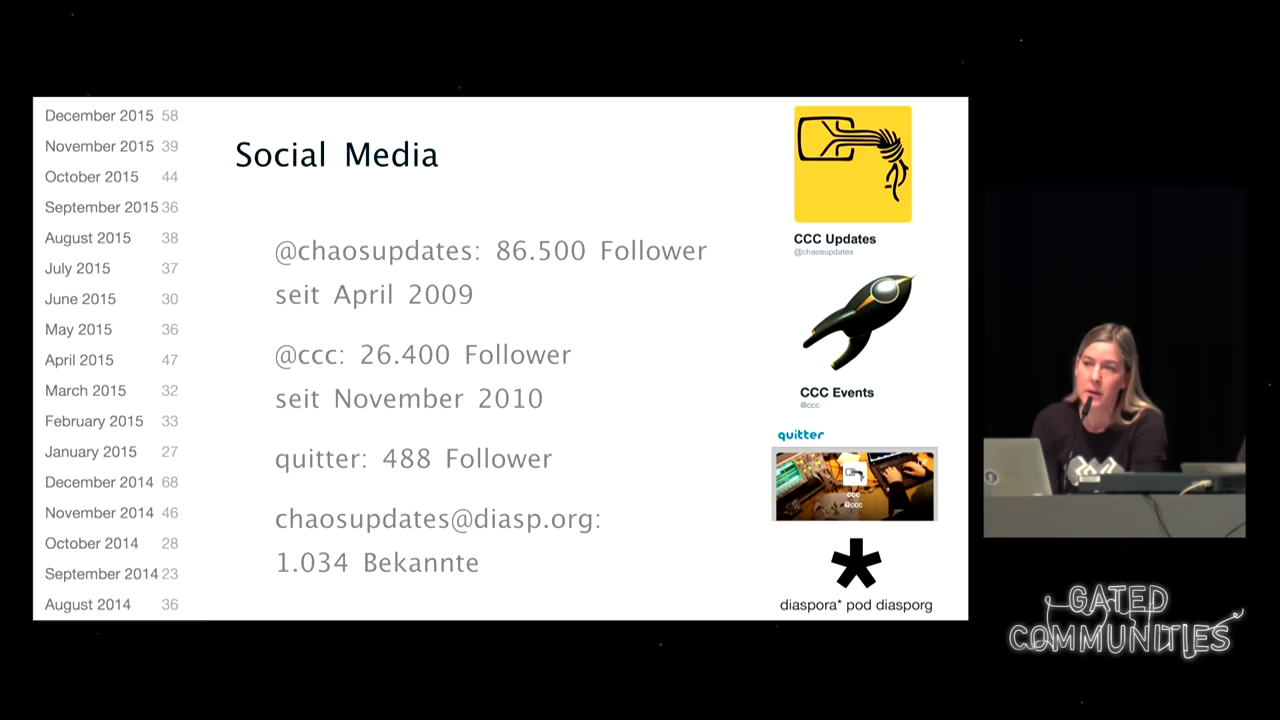 December 2015 58
November 2015 39
October 2015 44
September 2015 36
August 2015 38
July 2015 37
June 2015 30
May 2015 36
April 2015 47
March 2015 32
February 2015 33
January 2015 27
December 2014 68
November 2014 46
October 2014 28
September 2014 23
August 2014 36
Social Media
@chaosupdates: 86.500 Follower
seit April 2009
@ccc: 26.400 Follower
seit November 2010
quitter: 488 Follower
chaosupdates@diasp.org:
1.034 Bekannte
CCC Updates
@chaosupdates
CCC Events
@ccc
quitter
ccc
@ccc
diaspora* pod diasporg
GATED
COMMUNITIES